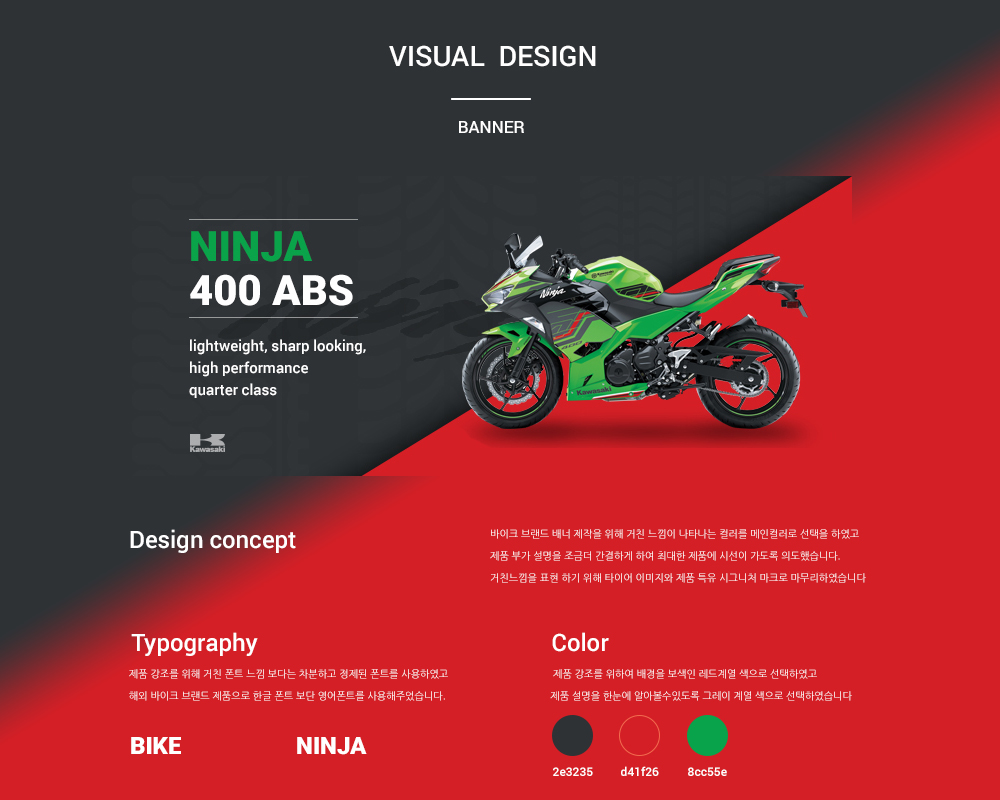 VISUAL DESIGN
BANNER
NINJA
400 ABS
lightweight, sharp looking,
high performance
quarter class
Kawasaki
Ninja
Kawasaki
Design concept
바이크 브랜드 배너 제작을 위해 거친 느낌이 나타나는 컬러를 메인컬러로 선택을 하였고
제품 부가 설명을 조금더 간결하게 하여 최대한 제품에 시선이 가도록 의도했습니다.
거친느낌을 표현 하기 위해 타이어 이미지와 제품 특유 시그니처 마크로 마무리하였습니다
Typography
제품 강조를 위해 거친 폰트 느낌 보다는 차분하고 정제된 폰트를 사용하였고
해외 바이크 브랜드 제품으로 한글 폰트 보단 영어폰트를 사용해주었습니다.
BIKE
NINJA
Color
제품 강조를 위하여 배경을 보색인 레드계열 색으로 선택하였고
제품 설명을 한눈에 알아볼수있도록 그레이 계열 색으로 선택하였습니다
2e3235
d41f26
8cc55e